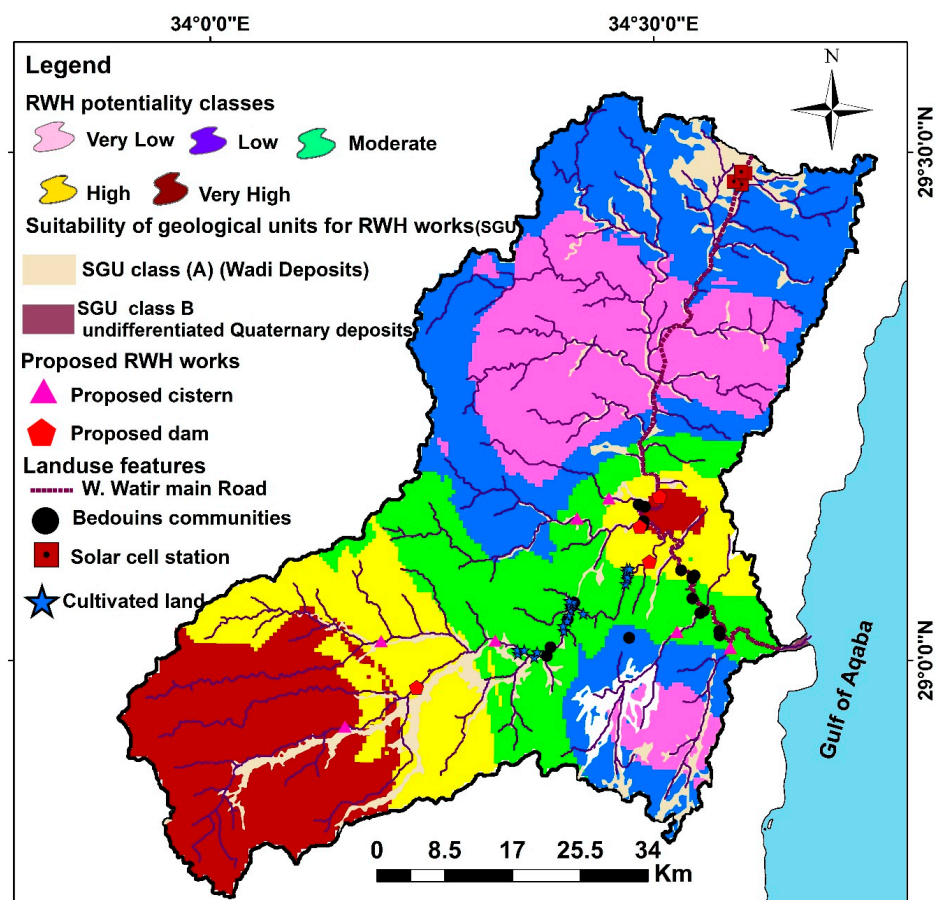 34°0'0"E 34°30'0"E
N
Legend
RWH potentiality classes
Very Low Low Moderate
High Very High
Suitability of geological units for RWH works(SGU
SGU class (A) (Wadi Deposits)
SGU class B
undifferentiated Quaternary deposits
Proposed RWH works
Proposed cistern
Proposed dam
Landuse features
W. Watir main Road
Bedouins communities
Solar cell station
Cultivated land
29°30'0"N
29°0'0"N
Gulf of Aqaba
0 8.5 17 25.5 34
Km